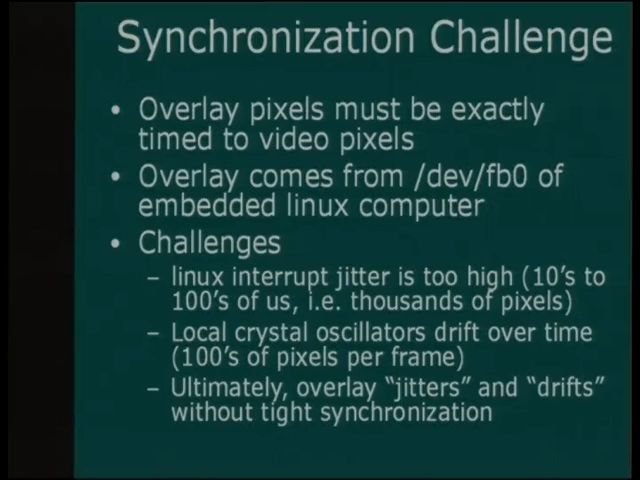 Synchronization Challenge
• Overlay pixels must be exactly
timed to video pixels
• Overlay comes from /dev/fb0 of
embedded linux computer
• Challenges
– linux interrupt jitter is too high (10's to
100's of us, i.e. thousands of pixels)
– Local crystal oscillators drift over time
(100's of pixels per frame)
– Ultimately, overlay “jitters” and “drifts”
without tight synchronization